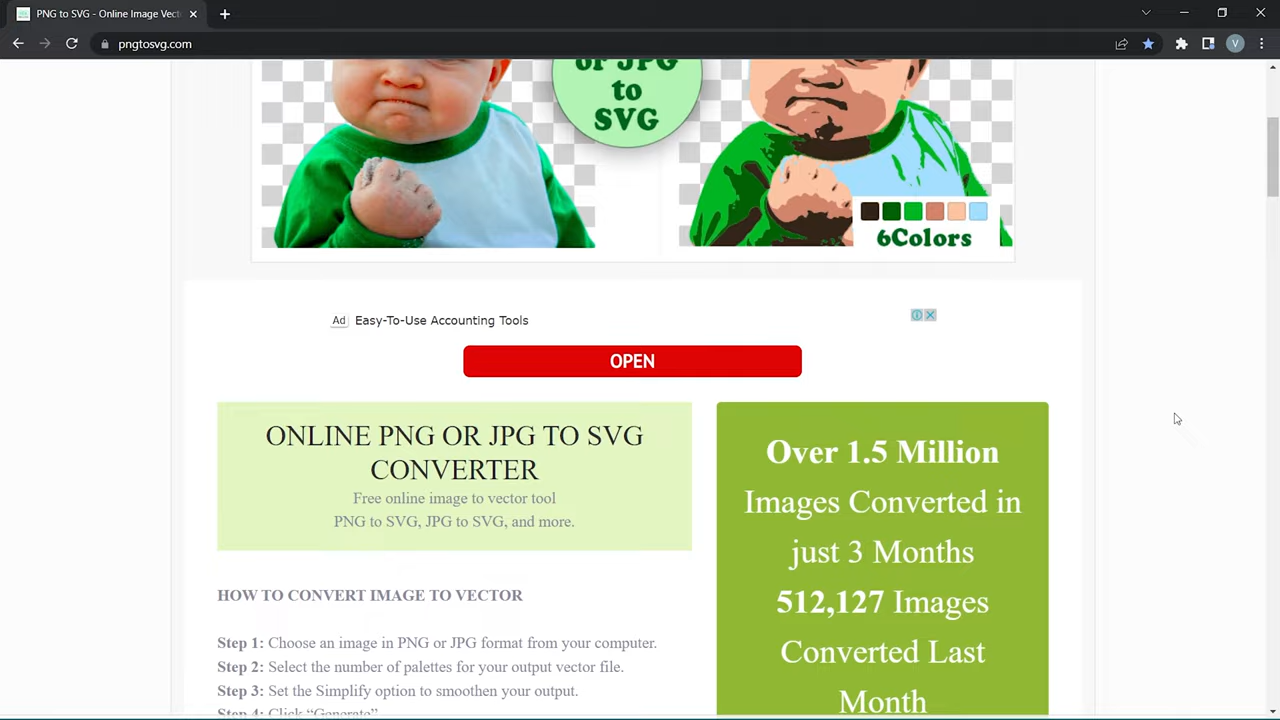 PNG to SVG - Online Image Vect
pngtosvg.com
V
or JPG
to
SVG
6Colors
Ad Easy-To-Use Accounting Tools
OPEN
ONLINE PNG OR JPG TO SVG
CONVERTER
Free online image to vector tool
PNG to SVG, JPG to SVG, and more.
HOW TO CONVERT IMAGE TO VECTOR
Step 1: Choose an image in PNG or JPG format from your computer.
Step 2: Select the number of palettes for your output vector file.
Step 3: Set the Simplify option to smoothen your output.
Step 4: Click “Generate”
Over 1.5 Million
Images Converted in
just 3 Months
512,127 Images
Converted Last
Month